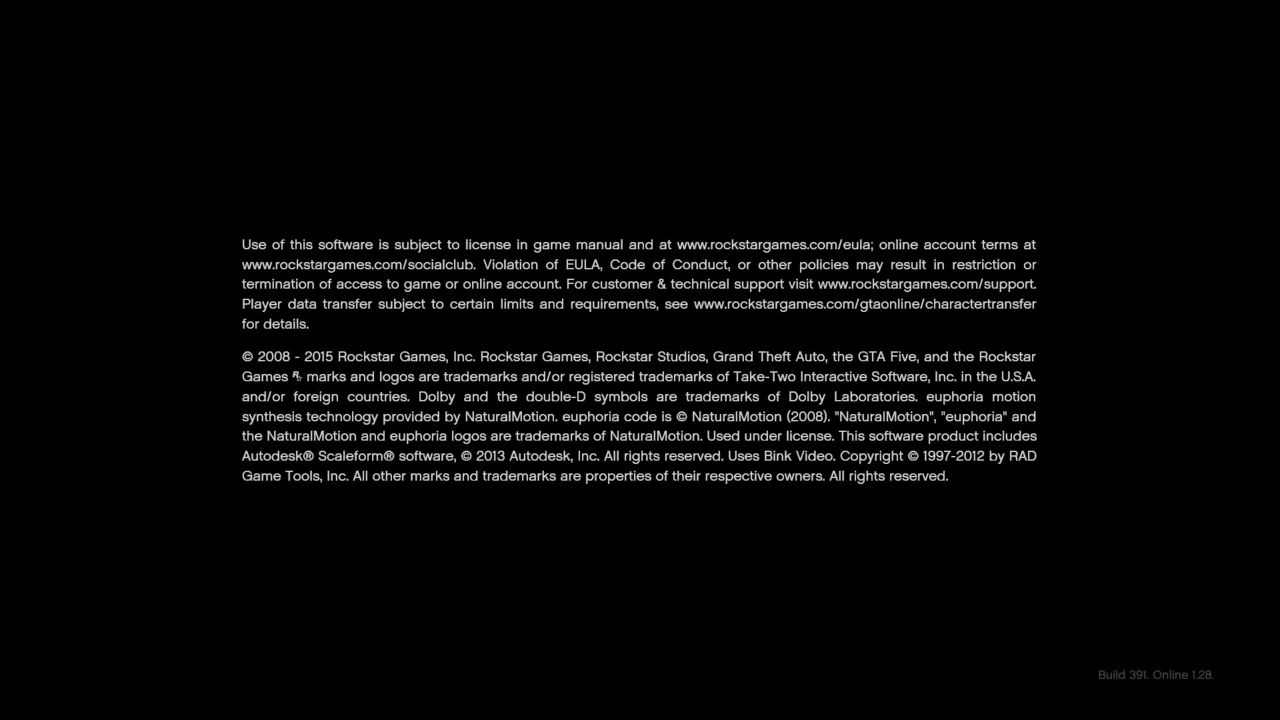 Use of this software is subject to license in game manual and at www.rockstargames.com/eula; online account terms at
www.rockstargames.com/socialclub. Violation of EULA, Code of Conduct, or other policies may result in restriction or
termination of access to game or online account. For customer & technical support visit www.rockstargames.com/support.
Player data transfer subject to certain limits and requirements, see www.rockstargames.com/gtaonline/charactertransfer
for details.
© 2008 - 2015 Rockstar Games, Inc. Rockstar Games, Rockstar Studios, Grand Theft Auto, the GTA Five, and the Rockstar
Games R* marks and logos are trademarks and/or registered trademarks of Take-Two Interactive Software, Inc. in the U.S.A.
and/or foreign countries. Dolby and the double-D symbols are trademarks of Dolby Laboratories. euphoria motion
synthesis technology provided by NaturalMotion. euphoria code is © NaturalMotion (2008). "NaturalMotion", "euphoria" and
the NaturalMotion and euphoria logos are trademarks of NaturalMotion. Used under license. This software product includes
Autodesk® Scaleform® software, © 2013 Autodesk, Inc. All rights reserved. Uses Bink Video. Copyright © 1997-2012 by RAD
Game Tools, Inc. All other marks and trademarks are properties of their respective owners. All rights reserved.
Build 391. Online 1.28.